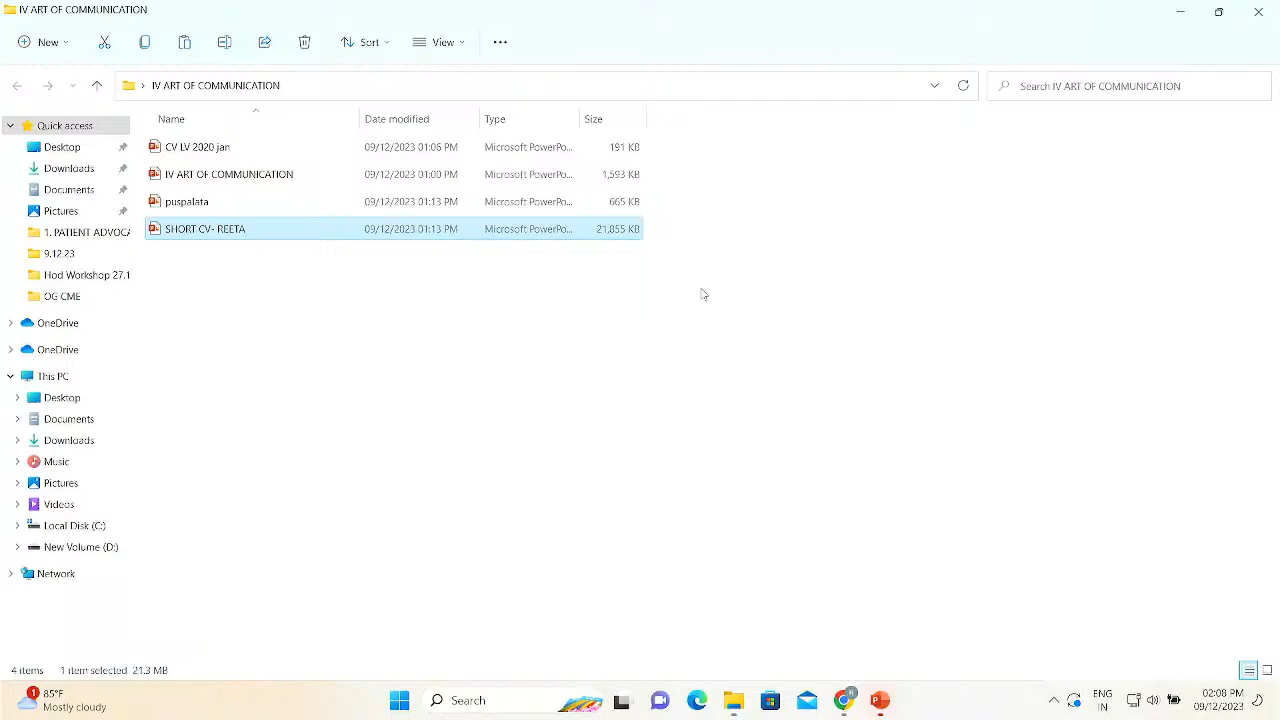 IV ART OF COMMUNICATION
New Sort View
IV ART OF COMMUNICATION Search IV ART OF COMMUNICATION
Name Date modified Type Size
Quick access
Desktop
Downloads
Documents
Pictures
1. PATIENT ADVOCA
9.12.23
Hod Workshop 27.1
OG CME
OneDrive
OneDrive
This PC
Desktop
Documents
Downloads
Music
Pictures
Videos
Local Disk (C:)
New Volume (D:)
Network
CV LV 2020 jan 09/12/2023 01:06 PM Microsoft PowerPo... 191 KB
IV ART OF COMMUNICATION 09/12/2023 01:00 PM Microsoft PowerPo... 1,593 KB
puspalata 09/12/2023 01:13 PM Microsoft PowerPo... 665 KB
SHORT CV- REETA 09/12/2023 01:13 PM Microsoft PowerPo... 21,855 KB
4 items 1 item selected 21.3 MB
1 85°F
Mostly cloudy
Search
ENG
IN
02:08 PM
09/12/2023